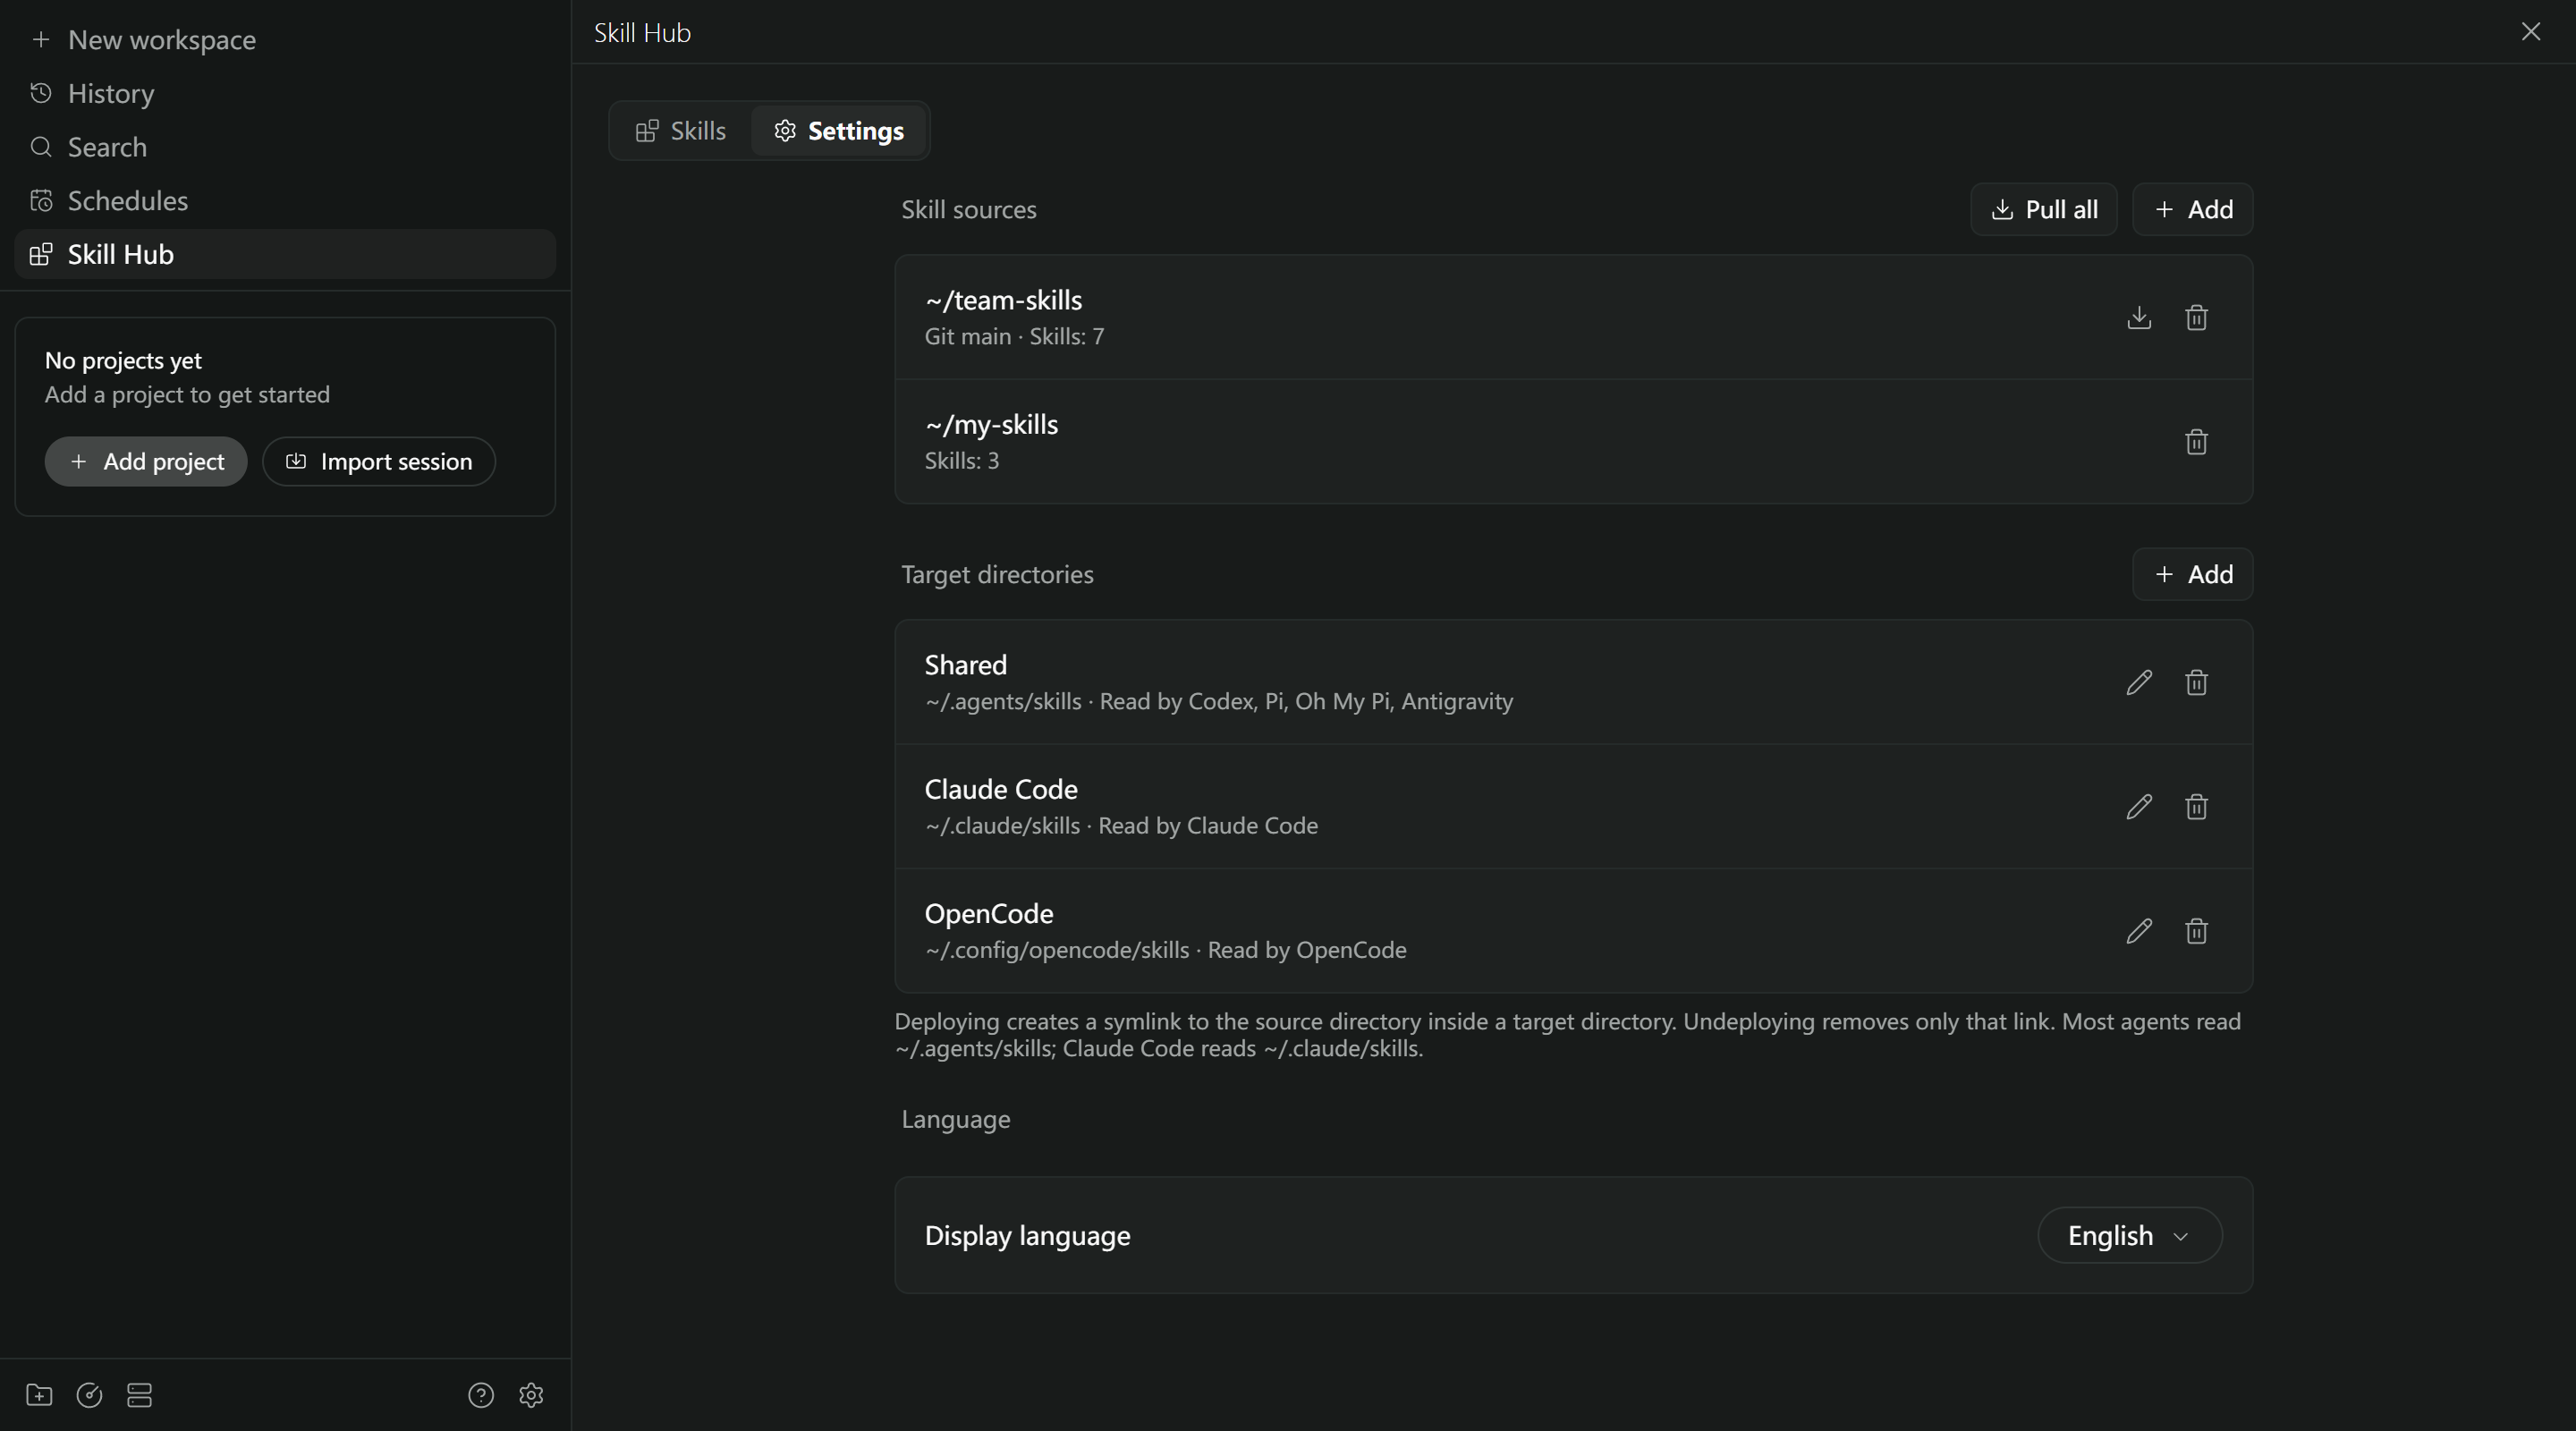 New workspace
History
Search
Schedules
Skill Hub
No projects yet
Add a project to get started
Add project
Import session
Skill Hub
Skills
Settings
Skill sources
Pull all
Add
~/team-skills
Git main · Skills: 7
~/my-skills
Skills: 3
Target directories
Add
Shared
~/.agents/skills · Read by Codex, Pi, Oh My Pi, Antigravity
Claude Code
~/.claude/skills · Read by Claude Code
OpenCode
~/.config/opencode/skills · Read by OpenCode
Deploying creates a symlink to the source directory inside a target directory. Undeploying removes only that link. Most agents read
~/.agents/skills; Claude Code reads ~/.claude/skills.
Language
Display language
English